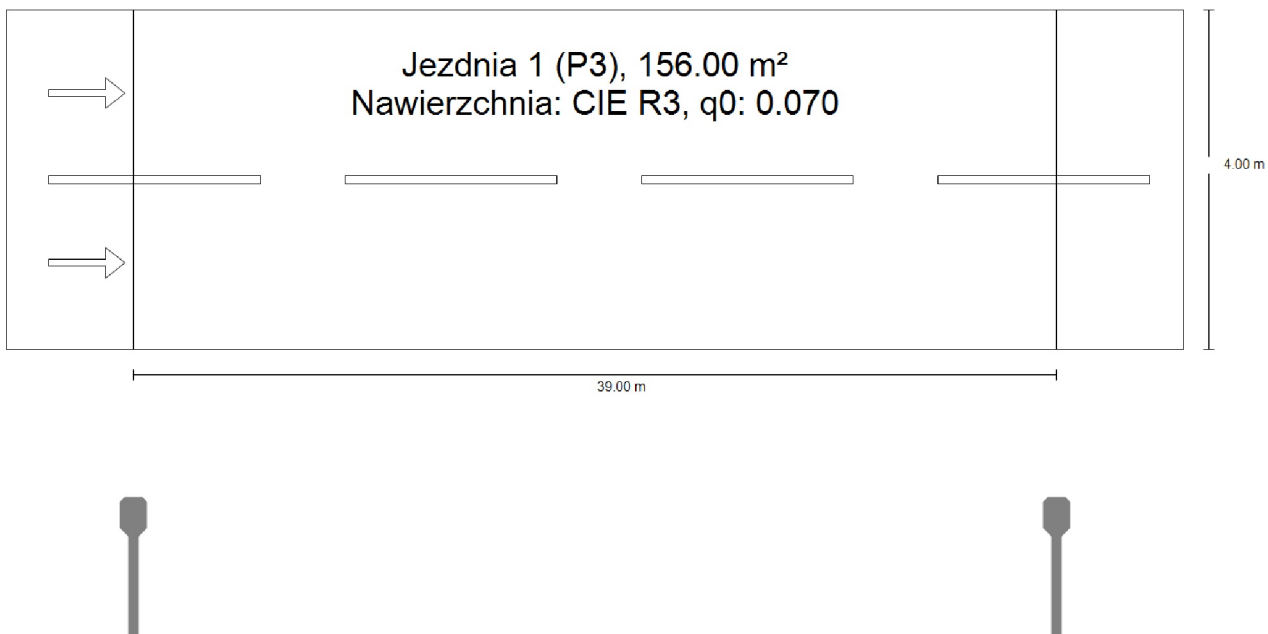 Jezdnia 1 (P3), 156.00 m²
Nawierzchnia: CIE R3, q0: 0.070
4.00 m
39.00 m